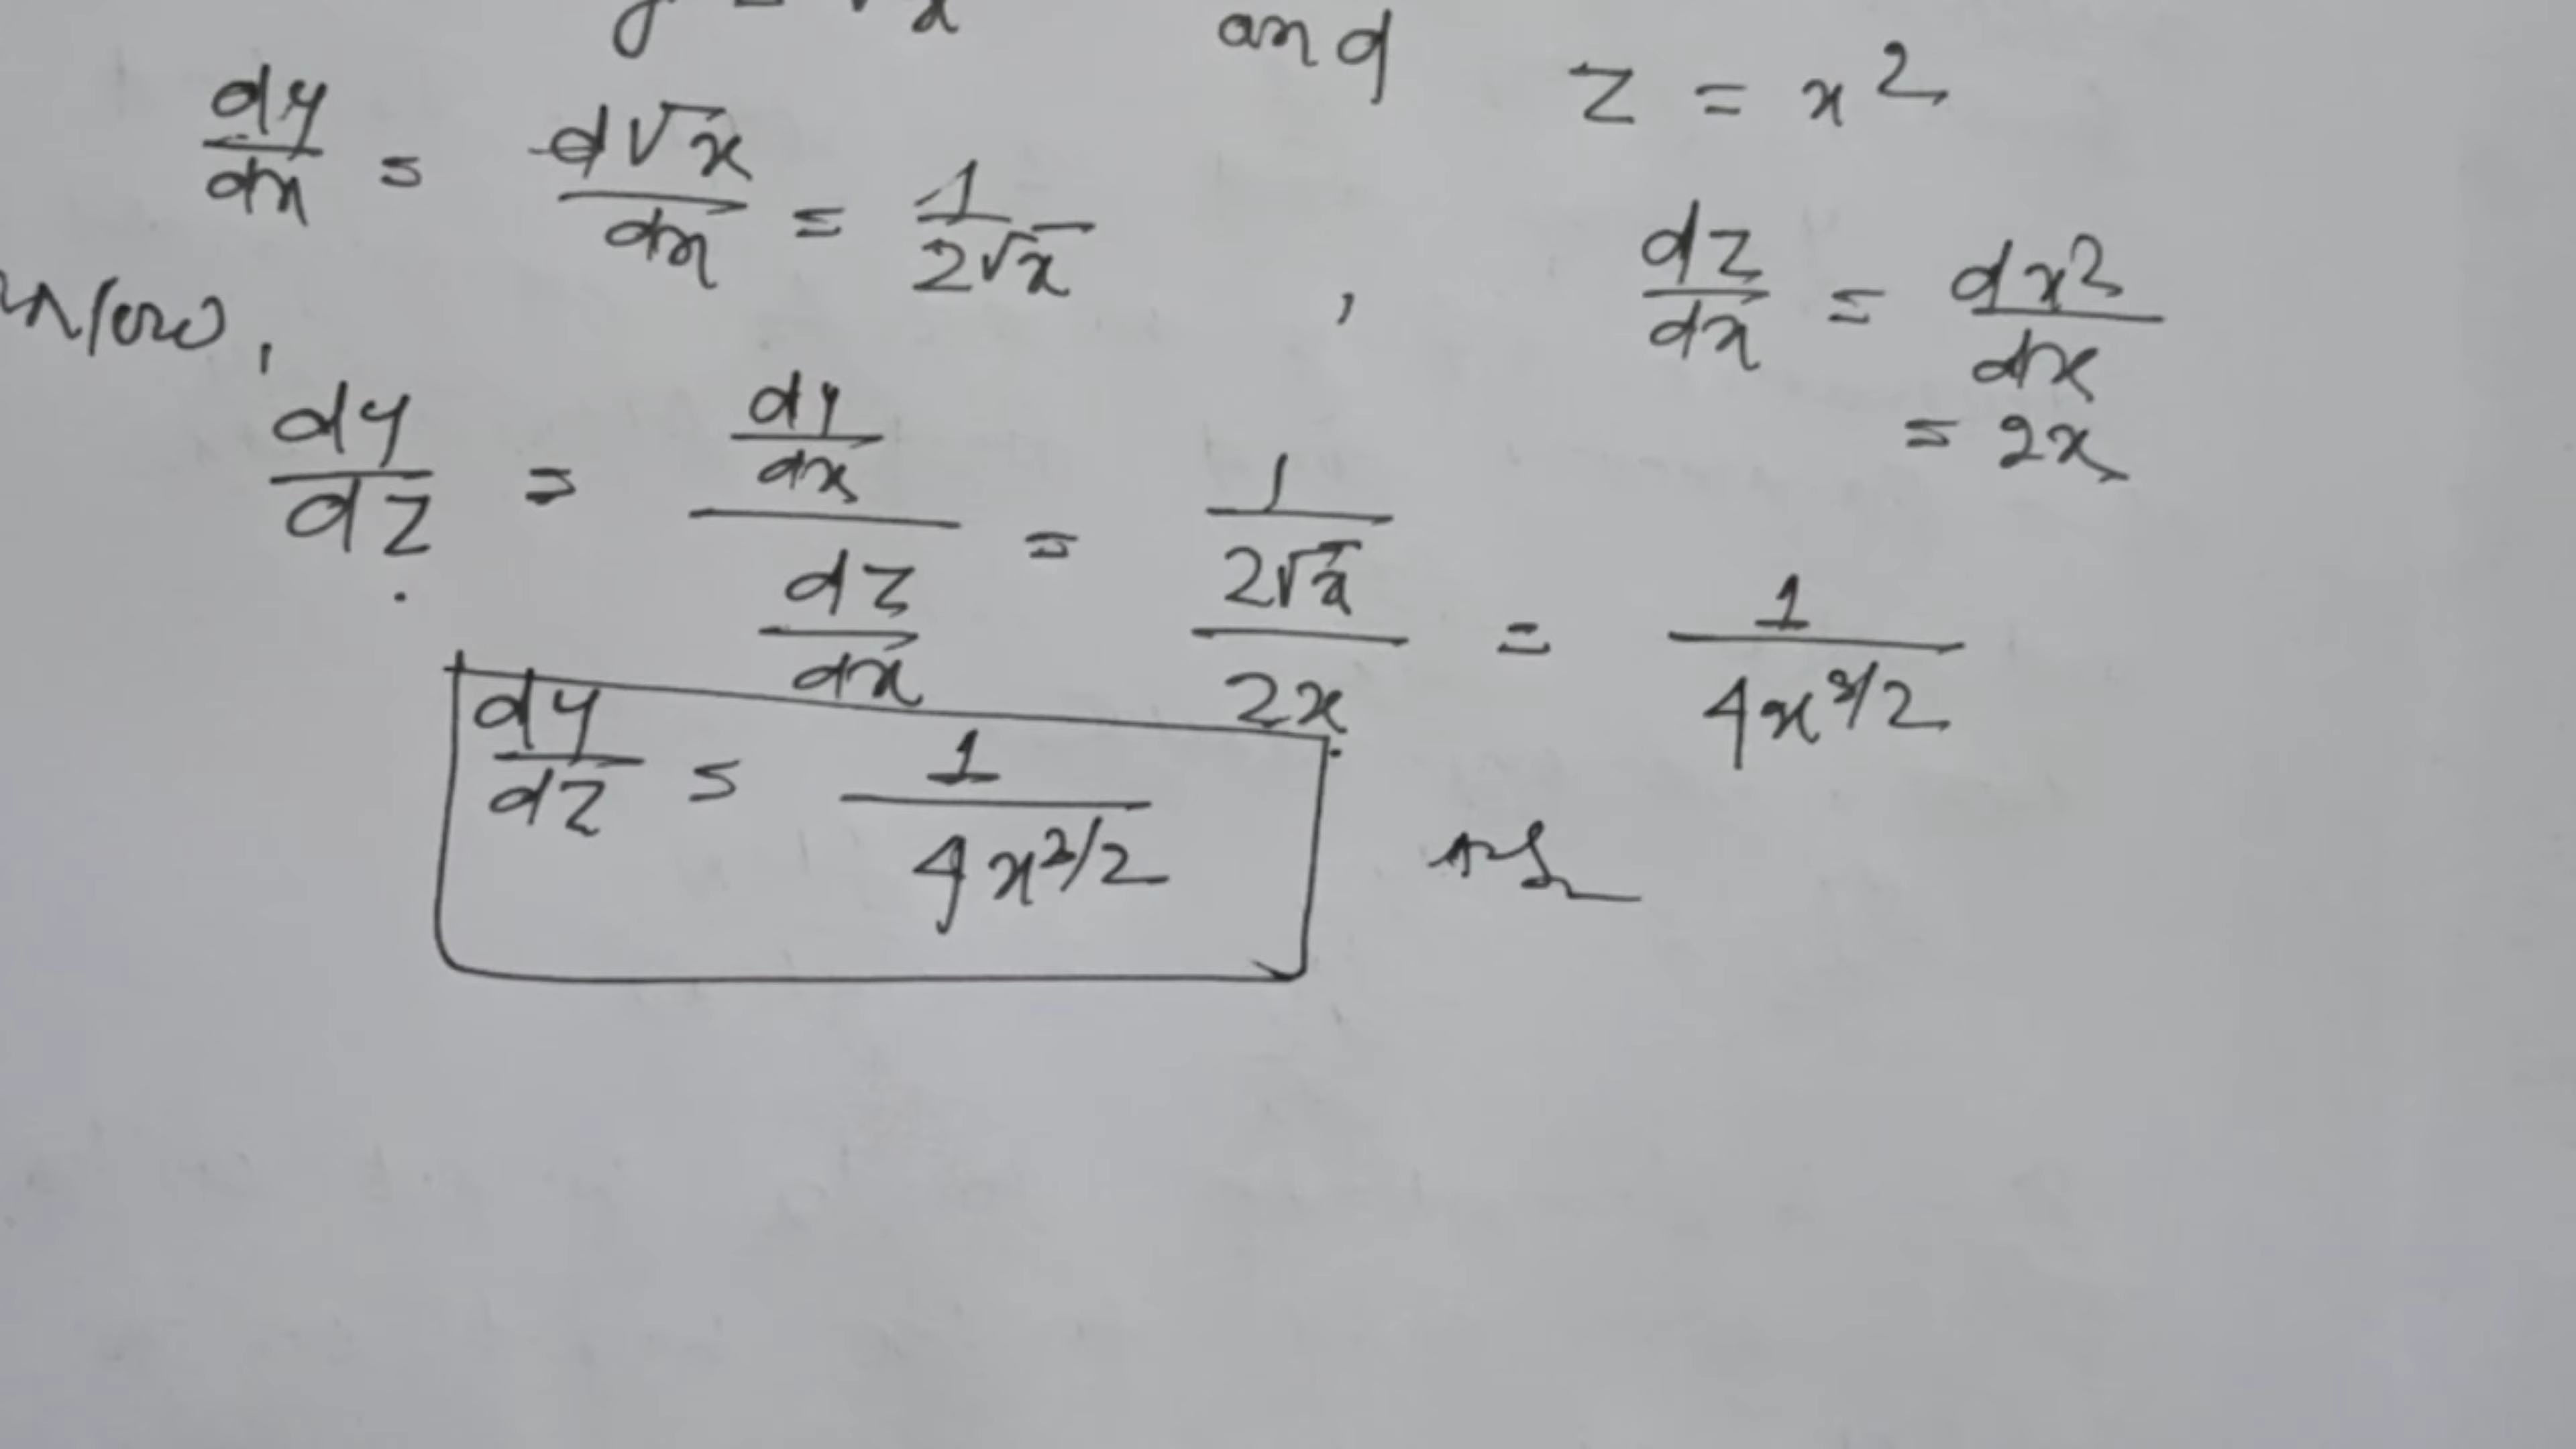 y = √x and z = x²
dy/dx = d√x/dx = 1/2√x , dz/dx = dx²/dx
= 2x
Now,
dy/dz = (dy/dx)/(dz/dx) = (1/2√x)/(2x) = 1/4x^3/2
dy/dz = 1/4x^3/2 Ans